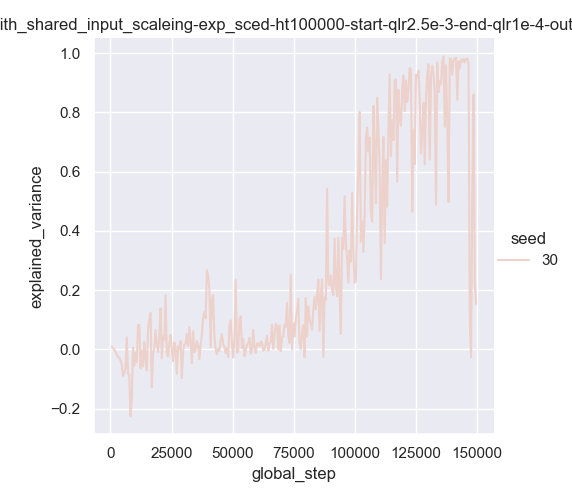 ith_shared_input_scaleing-exp_sced-ht100000-start-qlr2.5e-3-end-qlr1e-4-out
1.0
0.8
0.6
0.4
0.2
0.0
−0.2
explained_variance
seed
30
0 25000 50000 75000 100000 125000 150000
global_step